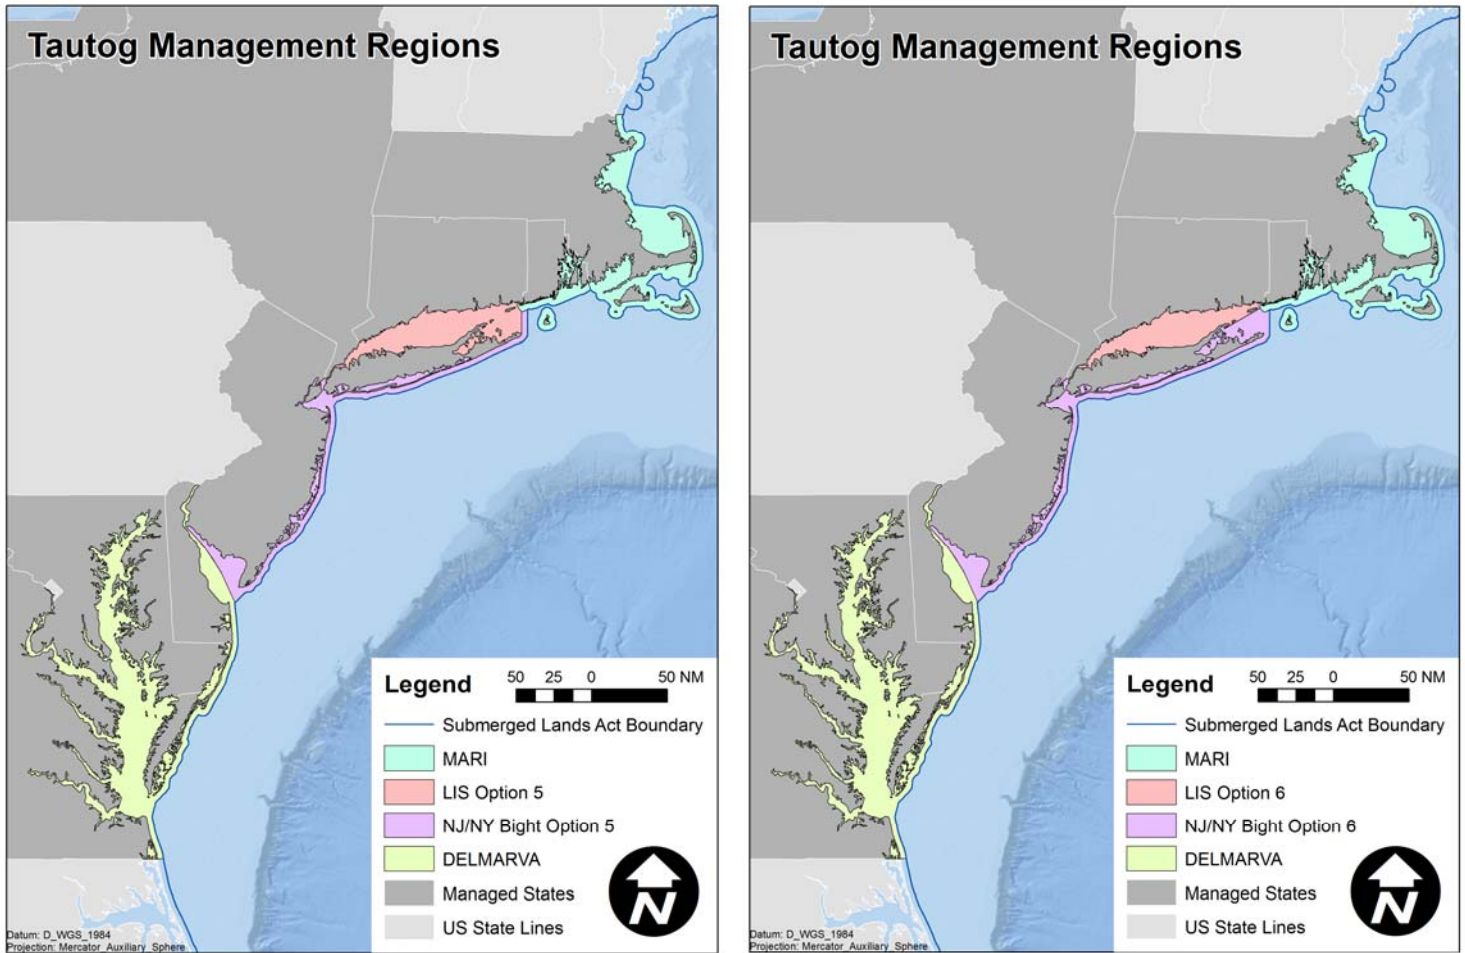 Tautog Management Regions
Legend
50 25 0 50 NM
Submerged Lands Act Boundary
MARI
LIS Option 5
NJ/NY Bight Option 5
DELMARVA
Managed States
US State Lines
N
Datum: D_WGS_1984
Projection: Mercator_Auxiliary_Sphere
Tautog Management Regions
Legend
50 25 0 50 NM
Submerged Lands Act Boundary
MARI
LIS Option 6
NJ/NY Bight Option 6
DELMARVA
Managed States
US State Lines
N
Datum: D_WGS_1984
Projection: Mercator_Auxiliary_Sphere